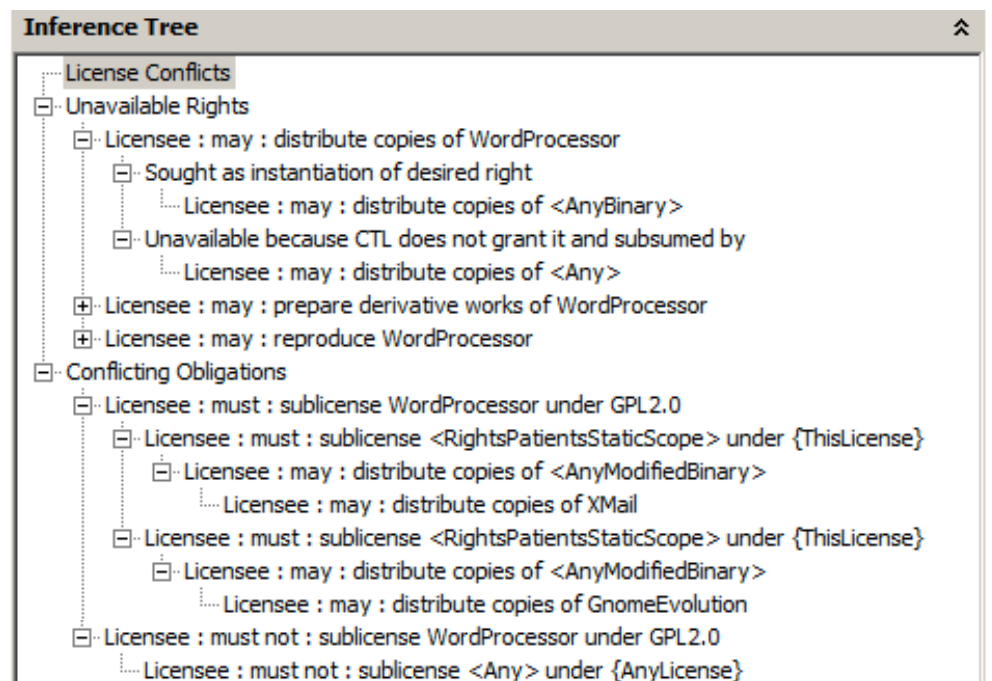 Inference Tree
License Conflicts
Unavailable Rights
Licensee : may : distribute copies of WordProcessor
Sought as instantiation of desired right
Licensee : may : distribute copies of <AnyBinary>
Unavailable because CTL does not grant it and subsumed by
Licensee : may : distribute copies of <Any>
Licensee : may : prepare derivative works of WordProcessor
Licensee : may : reproduce WordProcessor
Conflicting Obligations
Licensee : must : sublicense WordProcessor under GPL2.0
Licensee : must : sublicense <RightsPatientsStaticScope> under {ThisLicense}
Licensee : may : distribute copies of <AnyModifiedBinary>
Licensee : may : distribute copies of XMail
Licensee : must : sublicense <RightsPatientsStaticScope> under {ThisLicense}
Licensee : may : distribute copies of <AnyModifiedBinary>
Licensee : may : distribute copies of GnomeEvolution
Licensee : must not : sublicense WordProcessor under GPL2.0
Licensee : must not : sublicense <Any> under {AnyLicense}